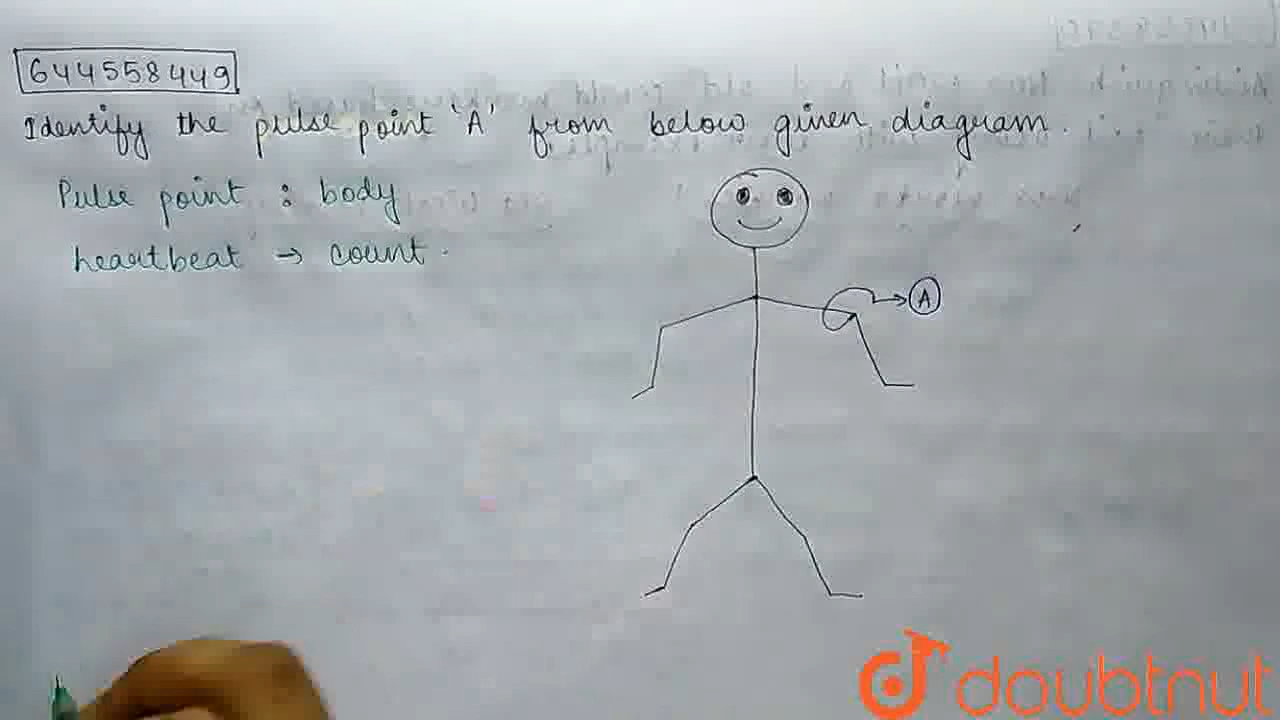 644558449
Identify the pulse point 'A' from below given diagram.
Pulse point : body
heartbeat → count.
A
doubtnut